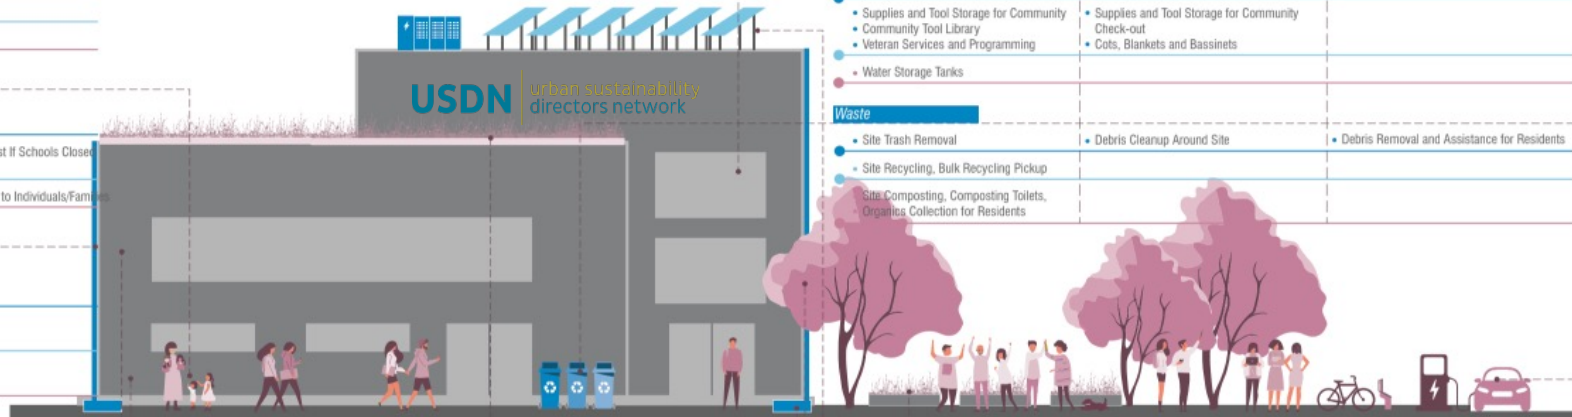 • Supplies and Tool Storage for Community
• Community Tool Library
• Veteran Services and Programming
• Supplies and Tool Storage for Community
Check-out
• Cots, Blankets and Bassinets
• Water Storage Tanks
USDN
urban sustainability
directors network
Waste
• Site Trash Removal
• Debris Cleanup Around Site
• Debris Removal and Assistance for Residents
st If Schools Closed
• Site Recycling, Bulk Recycling Pickup
to Individuals/Families
Site Composting, Composting Toilets,
Organics Collection for Residents